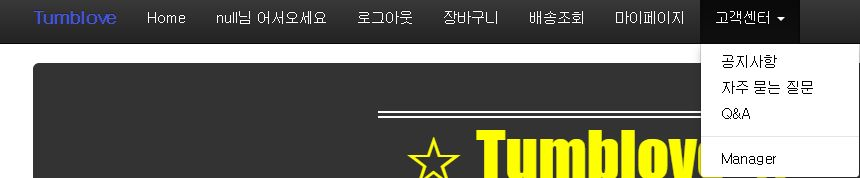 Tumblove Home null님 어서오세요 로그아웃 장바구니 배송조회 마이페이지 고객센터
공지사항
자주 묻는 질문
Q&A
Manager
☆ Tumblove